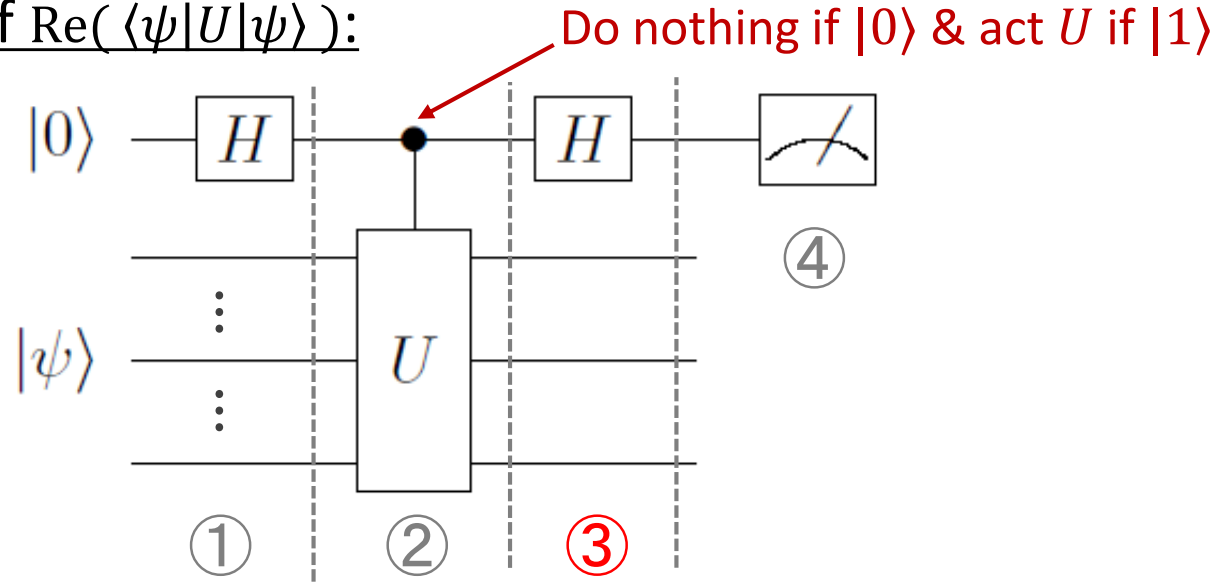 f Re( ⟨ψ|U|ψ⟩ ):
Do nothing if |0⟩ & act U if |1⟩
|0⟩ H H
④
|ψ⟩ U
① ② ③